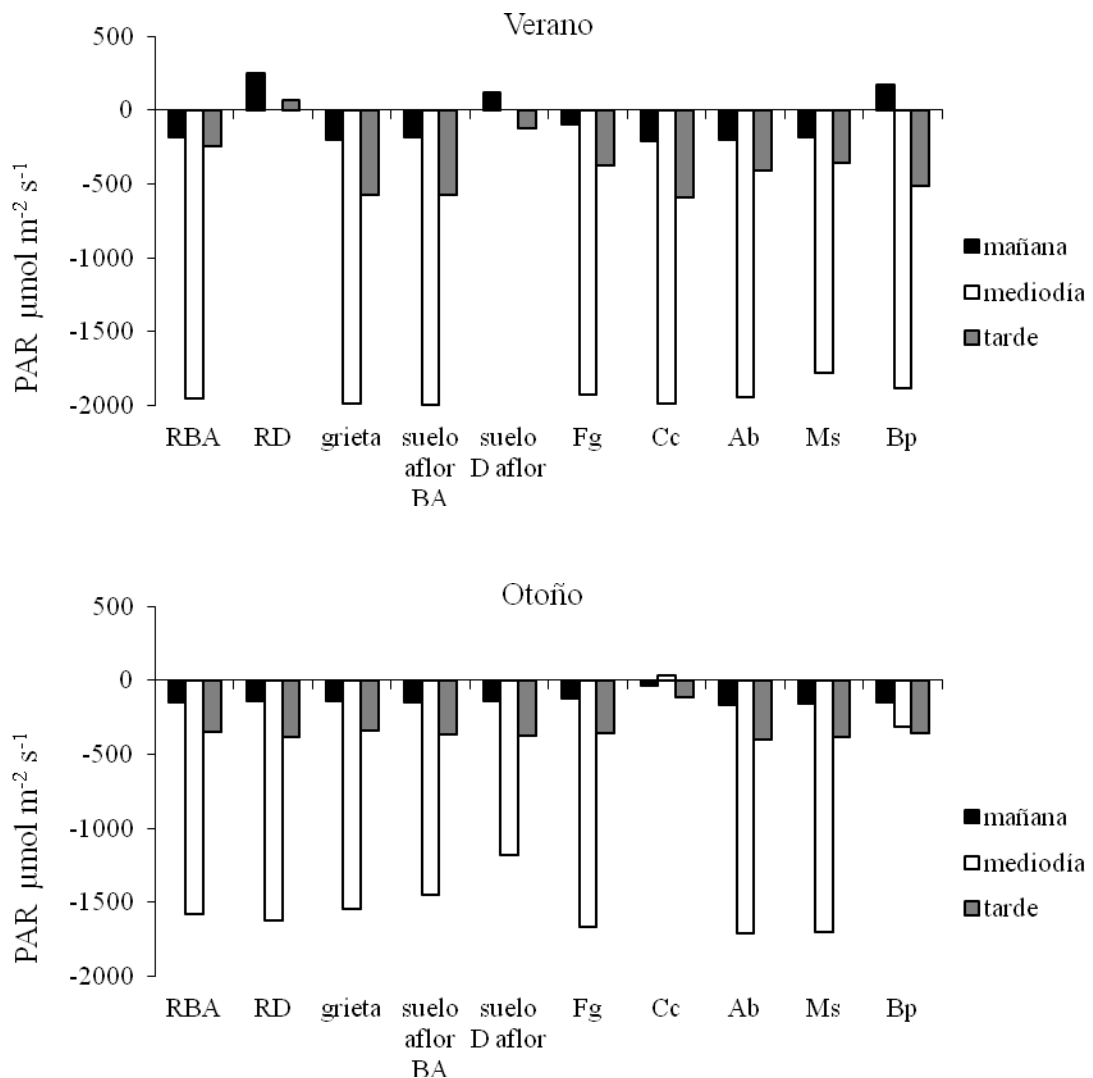 Verano
500
0
-500
-1000
-1500
-2000
PAR µmol m⁻² s⁻¹
RBA RD grieta suelo aflor BA suelo D aflor Fg Cc Ab Ms Bp
mañana
mediodía
tarde
Otoño
500
0
-500
-1000
-1500
-2000
PAR µmol m⁻² s⁻¹
RBA RD grieta suelo aflor BA suelo D aflor Fg Cc Ab Ms Bp
mañana
mediodía
tarde